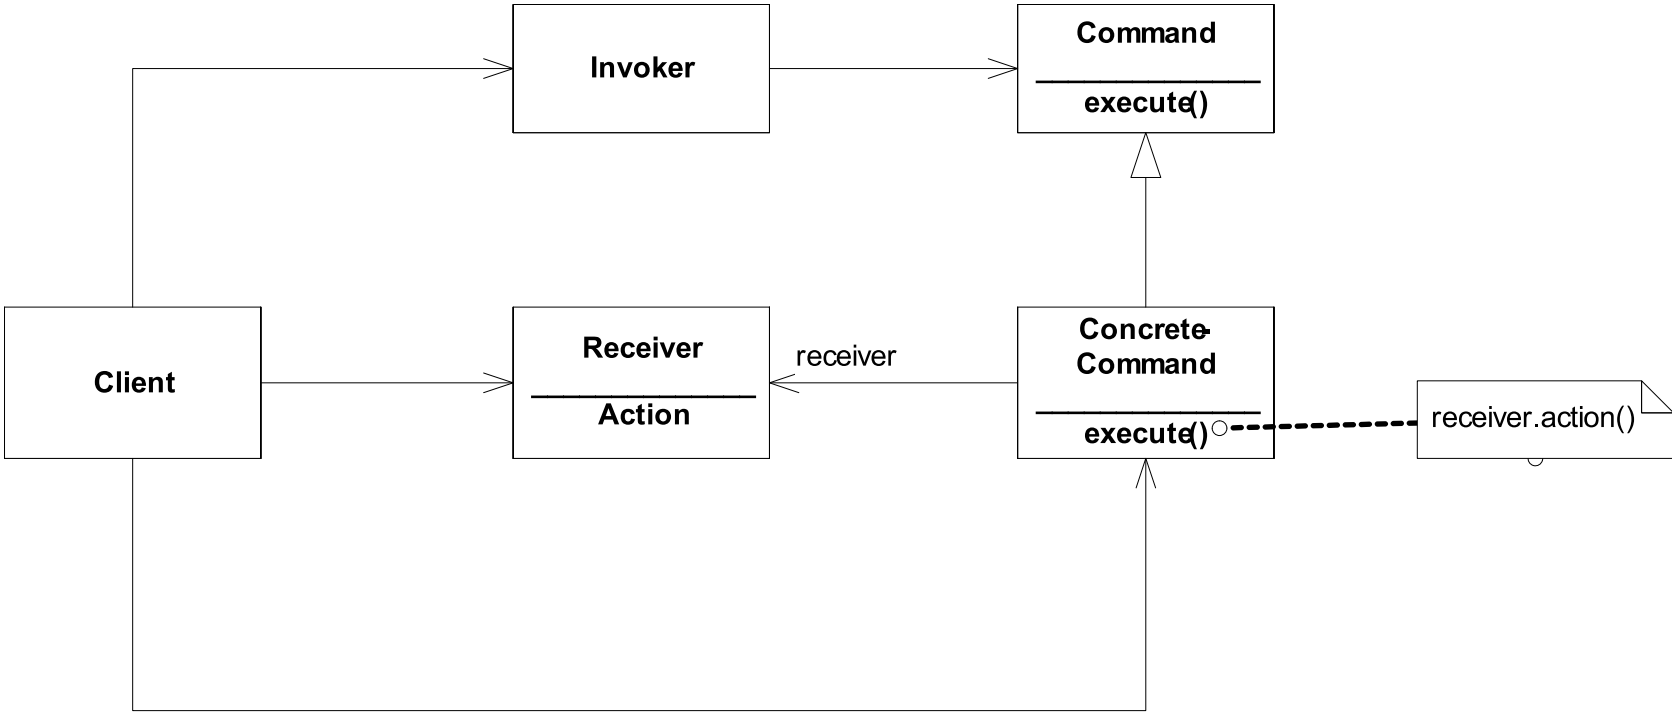 Invoker
Command
execute()
Client
Receiver
Action
receiver
Concrete-
Command
execute()
receiver.action()